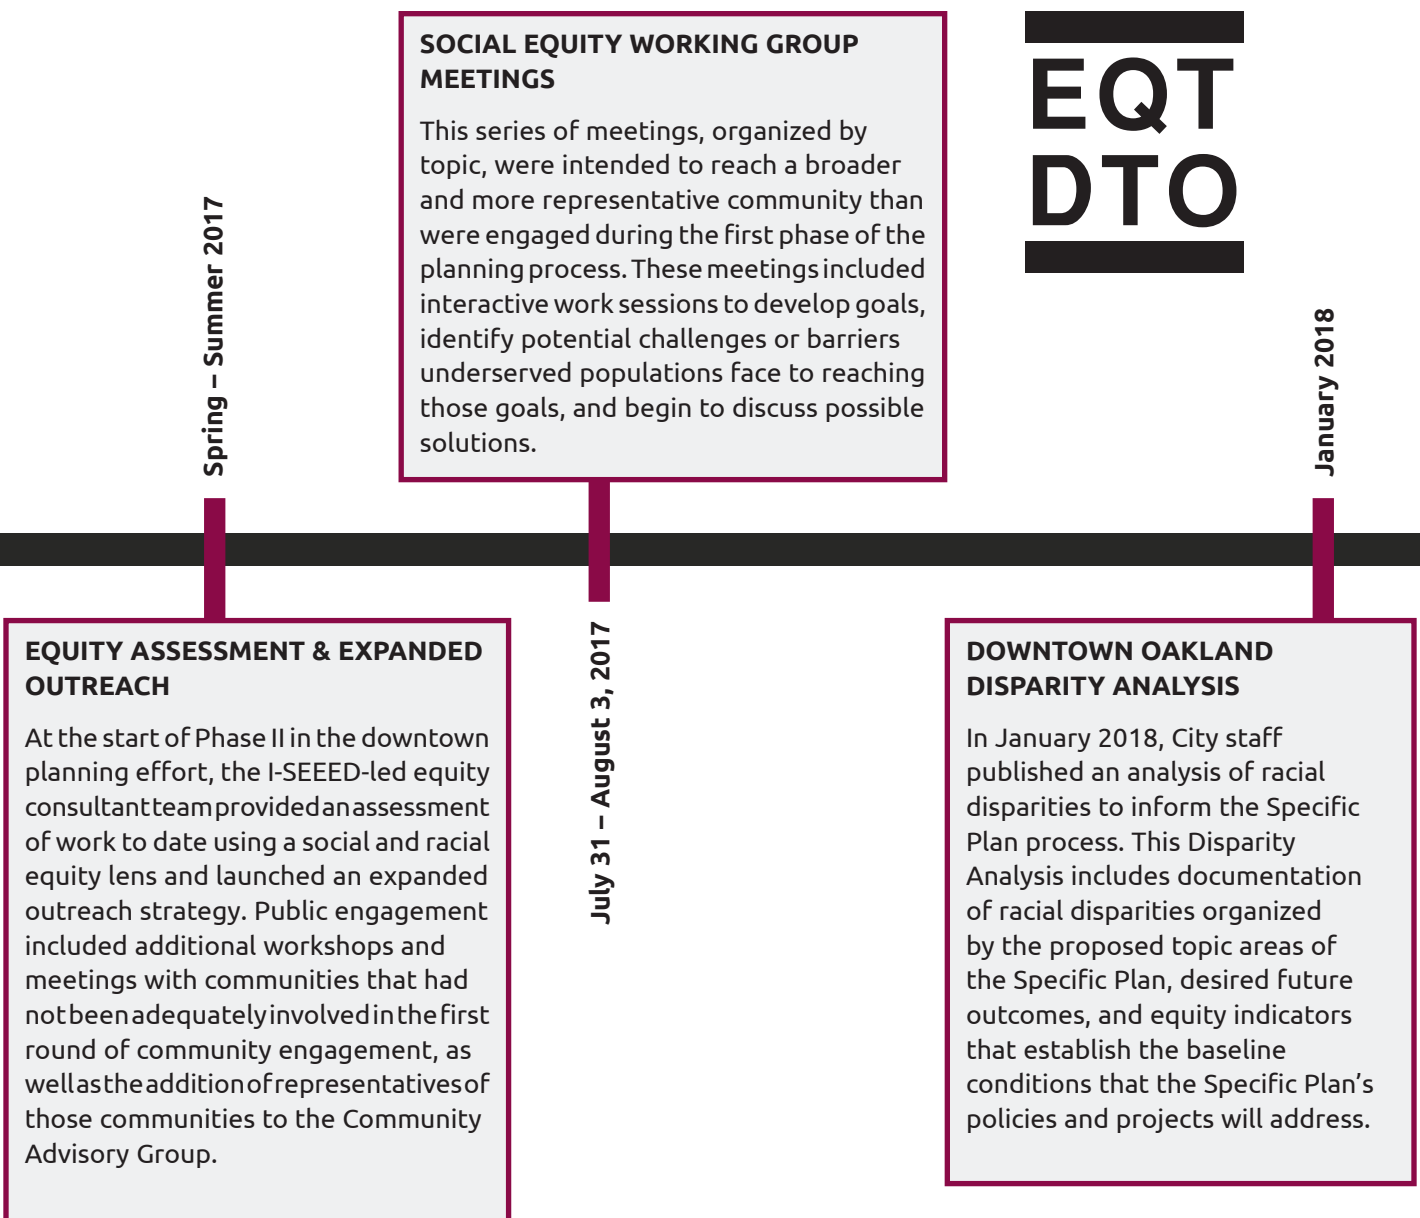 SOCIAL EQUITY WORKING GROUP
MEETINGS
This series of meetings, organized by
topic, were intended to reach a broader
and more representative community than
were engaged during the first phase of the
planning process. These meetings included
interactive work sessions to develop goals,
identify potential challenges or barriers
underserved populations face to reaching
those goals, and begin to discuss possible
solutions.
EQT
DTO
Spring – Summer 2017
January 2018
EQUITY ASSESSMENT & EXPANDED
OUTREACH
At the start of Phase II in the downtown
planning effort, the I-SEEED-led equity
consultant team provided an assessment
of work to date using a social and racial
equity lens and launched an expanded
outreach strategy. Public engagement
included additional workshops and
meetings with communities that had
not been adequately involved in the first
round of community engagement, as
well as the addition of representatives of
those communities to the Community
Advisory Group.
July 31 – August 3, 2017
DOWNTOWN OAKLAND
DISPARITY ANALYSIS
In January 2018, City staff
published an analysis of racial
disparities to inform the Specific
Plan process. This Disparity
Analysis includes documentation
of racial disparities organized
by the proposed topic areas of
the Specific Plan, desired future
outcomes, and equity indicators
that establish the baseline
conditions that the Specific Plan’s
policies and projects will address.